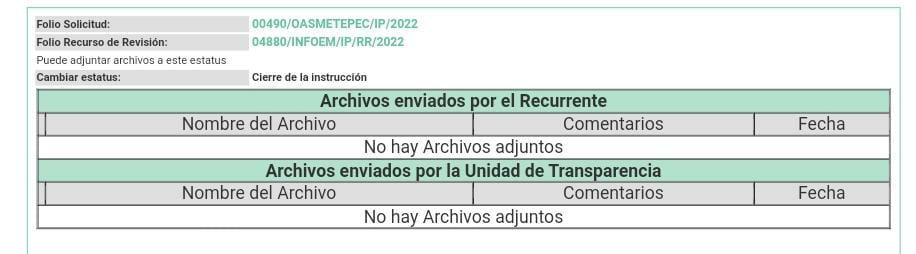 Folio Solicitud: 00490/OASMETEPEC/IP/2022
Folio Recurso de Revisión: 04880/INFOEM/IP/RR/2022
Puede adjuntar archivos a este estatus
Cambiar estatus: Cierre de la instrucción
Archivos enviados por el Recurrente
Nombre del Archivo Comentarios Fecha
No hay Archivos adjuntos
Archivos enviados por la Unidad de Transparencia
Nombre del Archivo Comentarios Fecha
No hay Archivos adjuntos